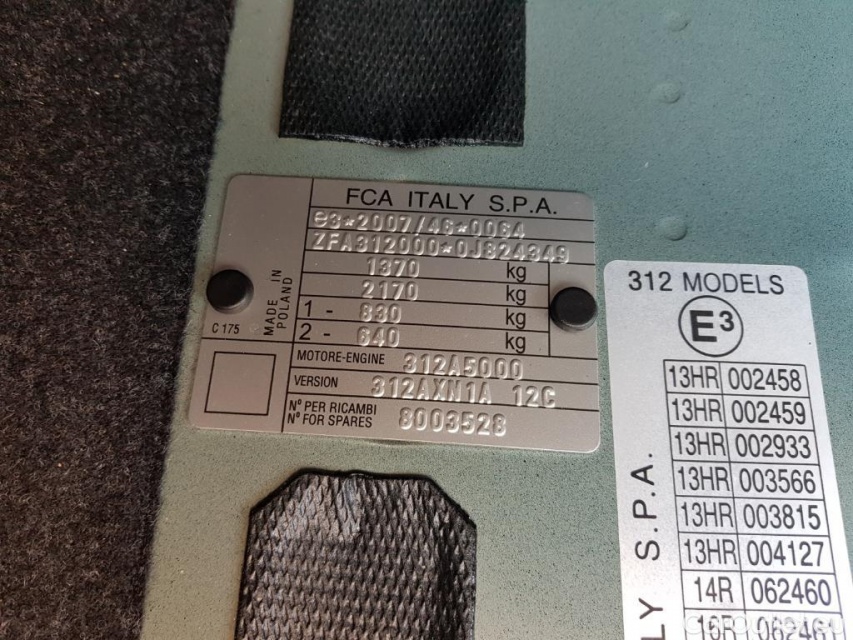 FCA ITALY S.P.A.
e3*2007/46*0064
ZFA312000*0J824349
1370 kg
2170 kg
1 - 830 kg
2 - 640 kg
MADE IN
POLAND
C 175
MOTORE-ENGINE 312A5000
VERSION 312AXN1A 12C
N° PER RICAMBI
N° FOR SPARES 8003528
312 MODELS
E3
13HR 002458
13HR 002459
13HR 002933
13HR 003566
13HR 003815
13HR 004127
14R 062460
LY S.P.A.